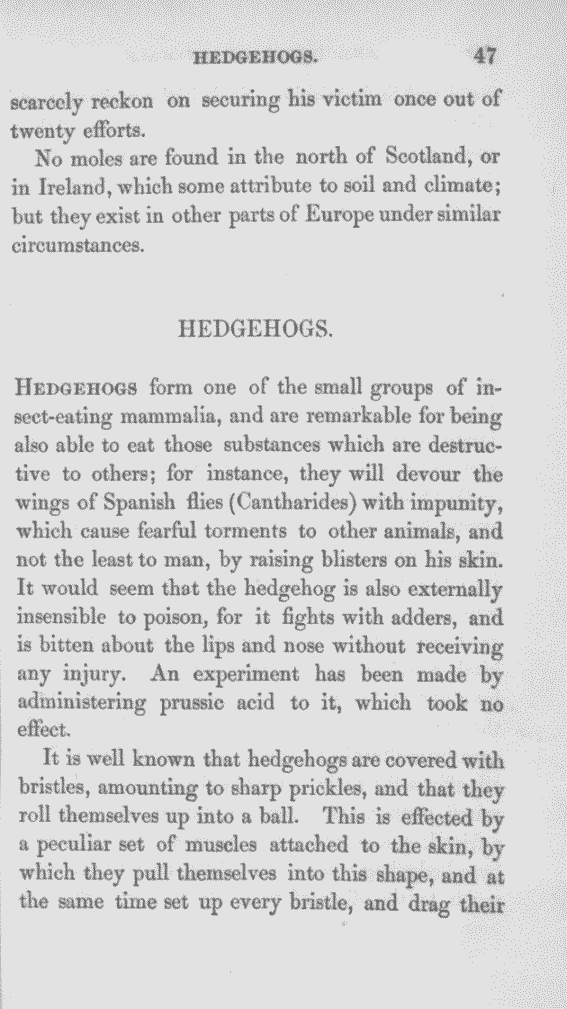 HEDGEHOGS. 47
scarcely reckon on securing his victim once out of
twenty efforts.
No moles are found in the north of Scotland, or
in Ireland, which some attribute to soil and climate;
but they exist in other parts of Europe under similar
circumstances.
HEDGEHOGS.
HEDGEHOGS form one of the small groups of in-
sect-eating mammalia, and are remarkable for being
also able to eat those substances which are destruc-
tive to others; for instance, they will devour the
wings of Spanish flies (Cantharides) with impunity,
which cause fearful torments to other animals, and
not the least to man, by raising blisters on his skin.
It would seem that the hedgehog is also externally
insensible to poison, for it fights with adders, and
is bitten about the lips and nose without receiving
any injury. An experiment has been made by
administering prussic acid to it, which took no
effect.
It is well known that hedgehogs are covered with
bristles, amounting to sharp prickles, and that they
roll themselves up into a ball. This is effected by
a peculiar set of muscles attached to the skin, by
which they pull themselves into this shape, and at
the same time set up every bristle, and drag their